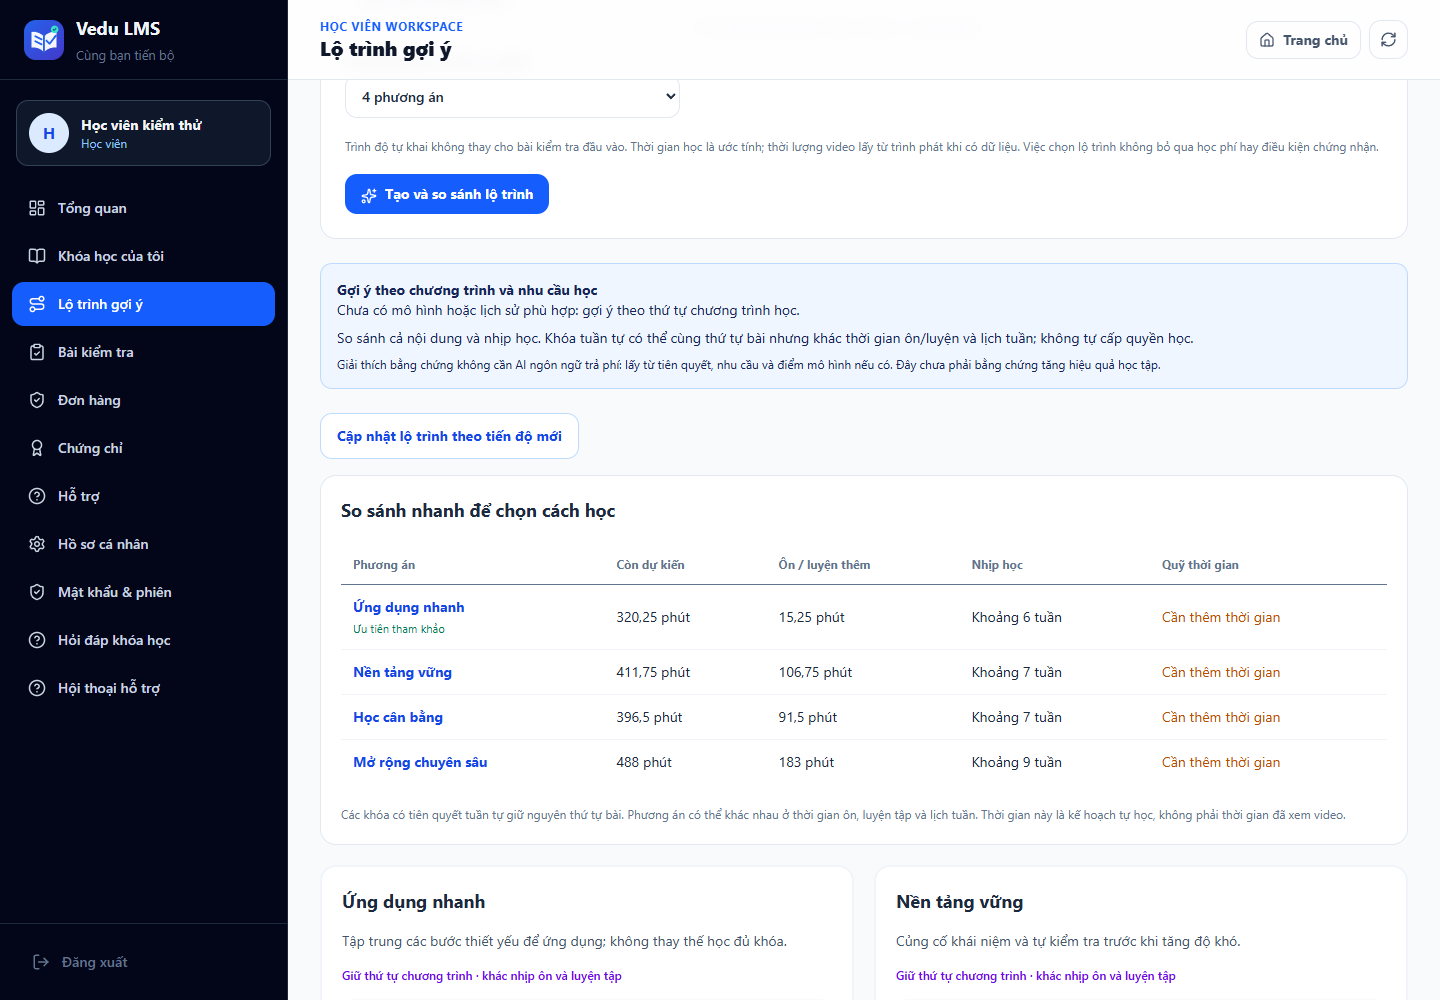 Vedu LMS
Cùng bạn tiến bộ
H
Học viên kiểm thử
Học viên
Tổng quan
Khóa học của tôi
Lộ trình gợi ý
Bài kiểm tra
Đơn hàng
Chứng chỉ
Hỗ trợ
Hồ sơ cá nhân
Mật khẩu & phiên
Hỏi đáp khóa học
Hội thoại hỗ trợ
Đăng xuất
HỌC VIÊN WORKSPACE
Lộ trình gợi ý
Trang chủ
4 phương án
Trình độ tự khai không thay cho bài kiểm tra đầu vào. Thời gian học là ước tính; thời lượng video lấy từ trình phát khi có dữ liệu. Việc chọn lộ trình không bỏ qua học phí hay điều kiện chứng nhận.
Tạo và so sánh lộ trình
Gợi ý theo chương trình và nhu cầu học
Chưa có mô hình hoặc lịch sử phù hợp: gợi ý theo thứ tự chương trình học.
So sánh cả nội dung và nhịp học. Khóa tuần tự có thể cùng thứ tự bài nhưng khác thời gian ôn/luyện và lịch tuần; không tự cấp quyền học.
Giải thích bằng chứng không cần AI ngôn ngữ trả phí: lấy từ tiên quyết, nhu cầu và điểm mô hình nếu có. Đây chưa phải bằng chứng tăng hiệu quả học tập.
Cập nhật lộ trình theo tiến độ mới
So sánh nhanh để chọn cách học
Phương án Còn dự kiến Ôn / luyện thêm Nhịp học Quỹ thời gian
Ứng dụng nhanh 320,25 phút 15,25 phút Khoảng 6 tuần Cần thêm thời gian
Ưu tiên tham khảo
Nền tảng vững 411,75 phút 106,75 phút Khoảng 7 tuần Cần thêm thời gian
Học cân bằng 396,5 phút 91,5 phút Khoảng 7 tuần Cần thêm thời gian
Mở rộng chuyên sâu 488 phút 183 phút Khoảng 9 tuần Cần thêm thời gian
Các khóa có tiên quyết tuần tự giữ nguyên thứ tự bài. Phương án có thể khác nhau ở thời gian ôn, luyện tập và lịch tuần. Thời gian này là kế hoạch tự học, không phải thời gian đã xem video.
Ứng dụng nhanh
Tập trung các bước thiết yếu để ứng dụng; không thay thế học đủ khóa.
Giữ thứ tự chương trình · khác nhịp ôn và luyện tập
Nền tảng vững
Củng cố khái niệm và tự kiểm tra trước khi tăng độ khó.
Giữ thứ tự chương trình · khác nhịp ôn và luyện tập